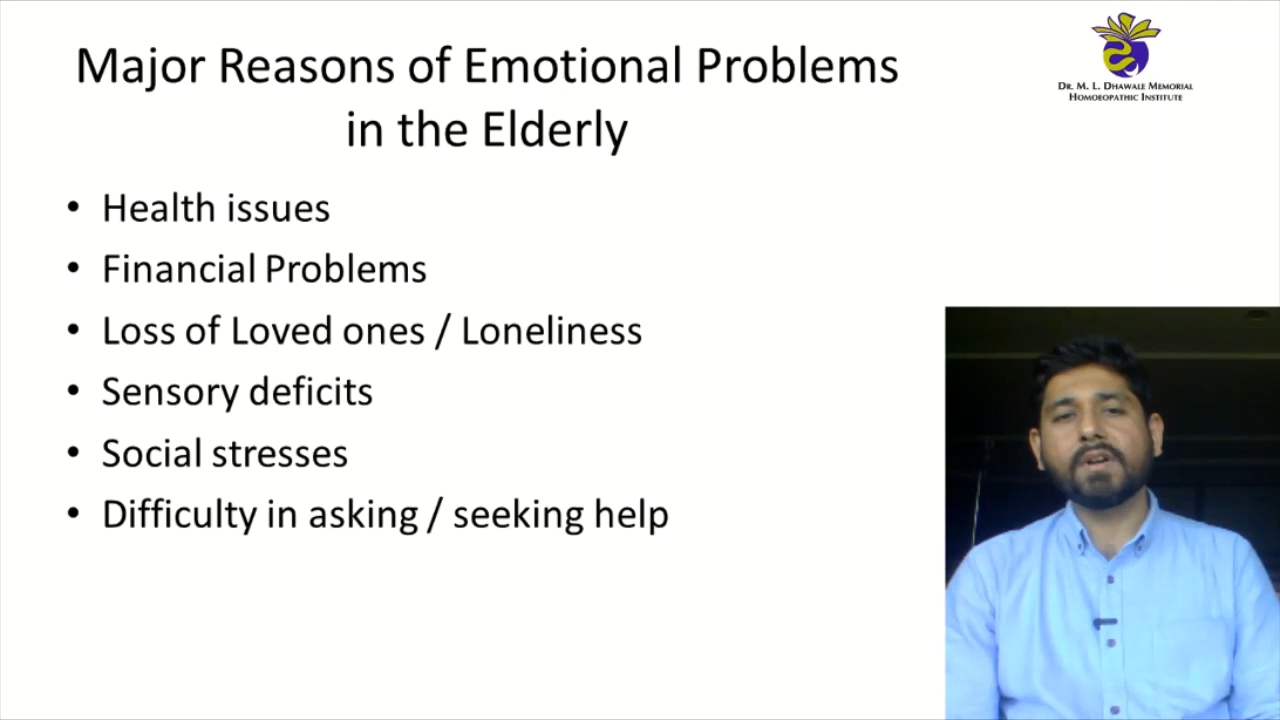 Major Reasons of Emotional Problems
in the Elderly
DR. M. L. DHAWALE MEMORIAL
HOMOEOPATHIC INSTITUTE
• Health issues
• Financial Problems
• Loss of Loved ones / Loneliness
• Sensory deficits
• Social stresses
• Difficulty in asking / seeking help